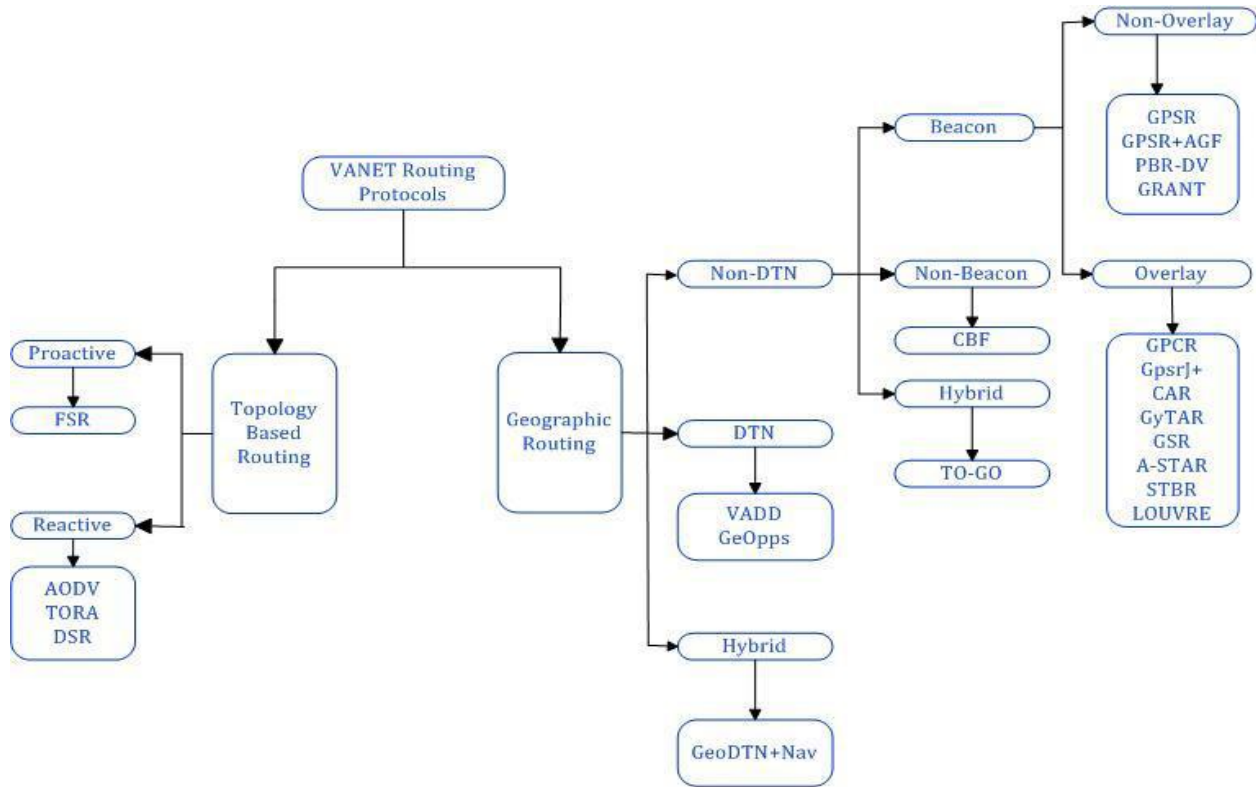 VANET Routing
Protocols
Topology
Based
Routing
Proactive
FSR
Reactive
AODV
TORA
DSR
Geographic
Routing
Non-DTN
DTN
VADD
GeOpps
Hybrid
GeoDTN+Nav
Beacon
Non-Beacon
CBF
Hybrid
TO-GO
Non-Overlay
GPSR
GPSR+AGF
PBR-DV
GRANT
Overlay
GPCR
GpsrJ+
CAR
GyTAR
GSR
A-STAR
STBR
LOUVRE